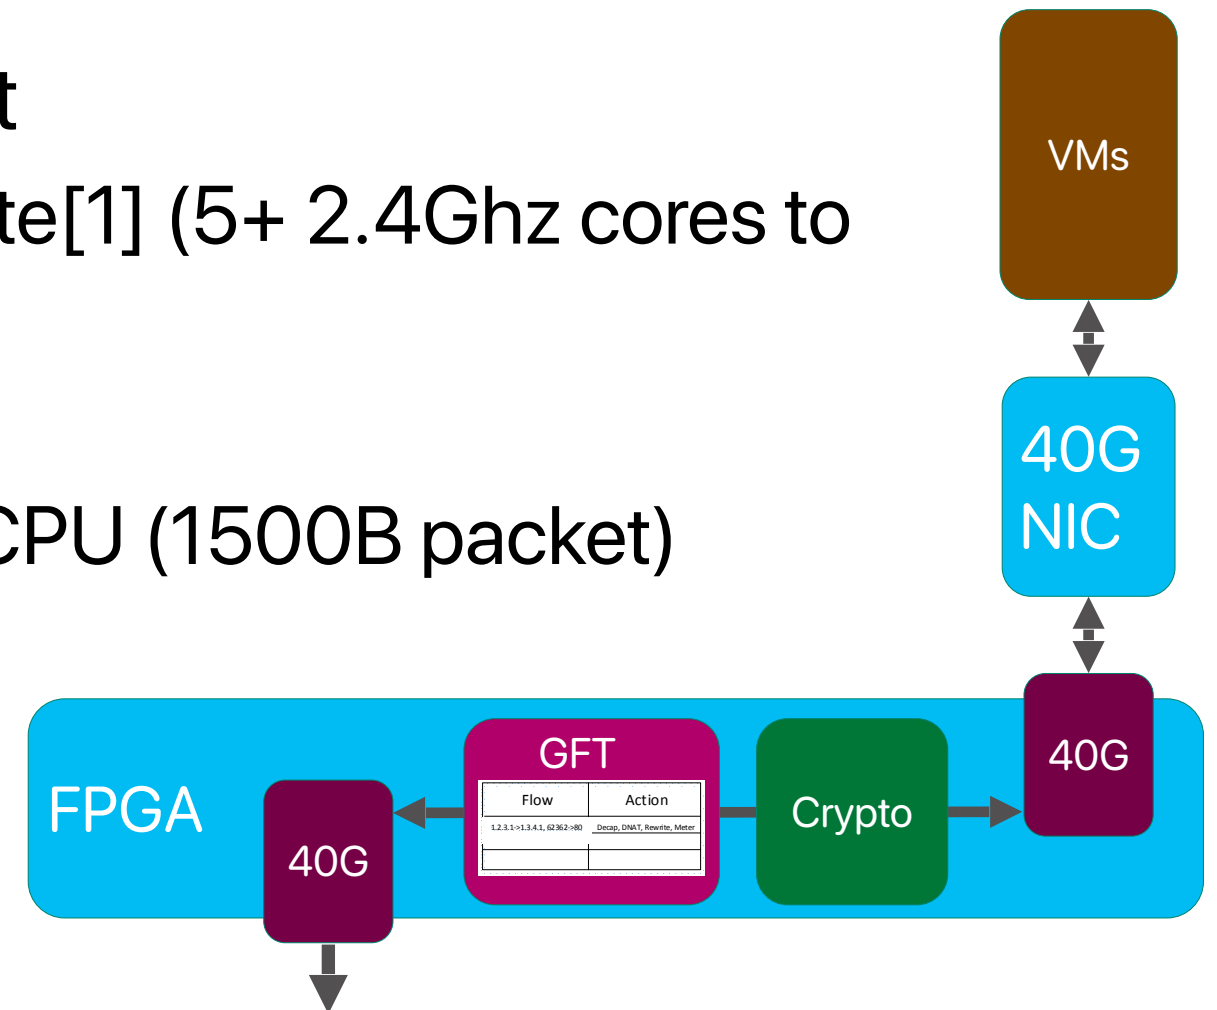 t
te[1] (5+ 2.4Ghz cores to
CPU (1500B packet)
VMs
40G
NIC
40G
FPGA
40G
GFT
Flow Action
1.2.3.1->1.3.4.1, 62362->80 Decap, DNAT, Rewrite, Meter
Crypto